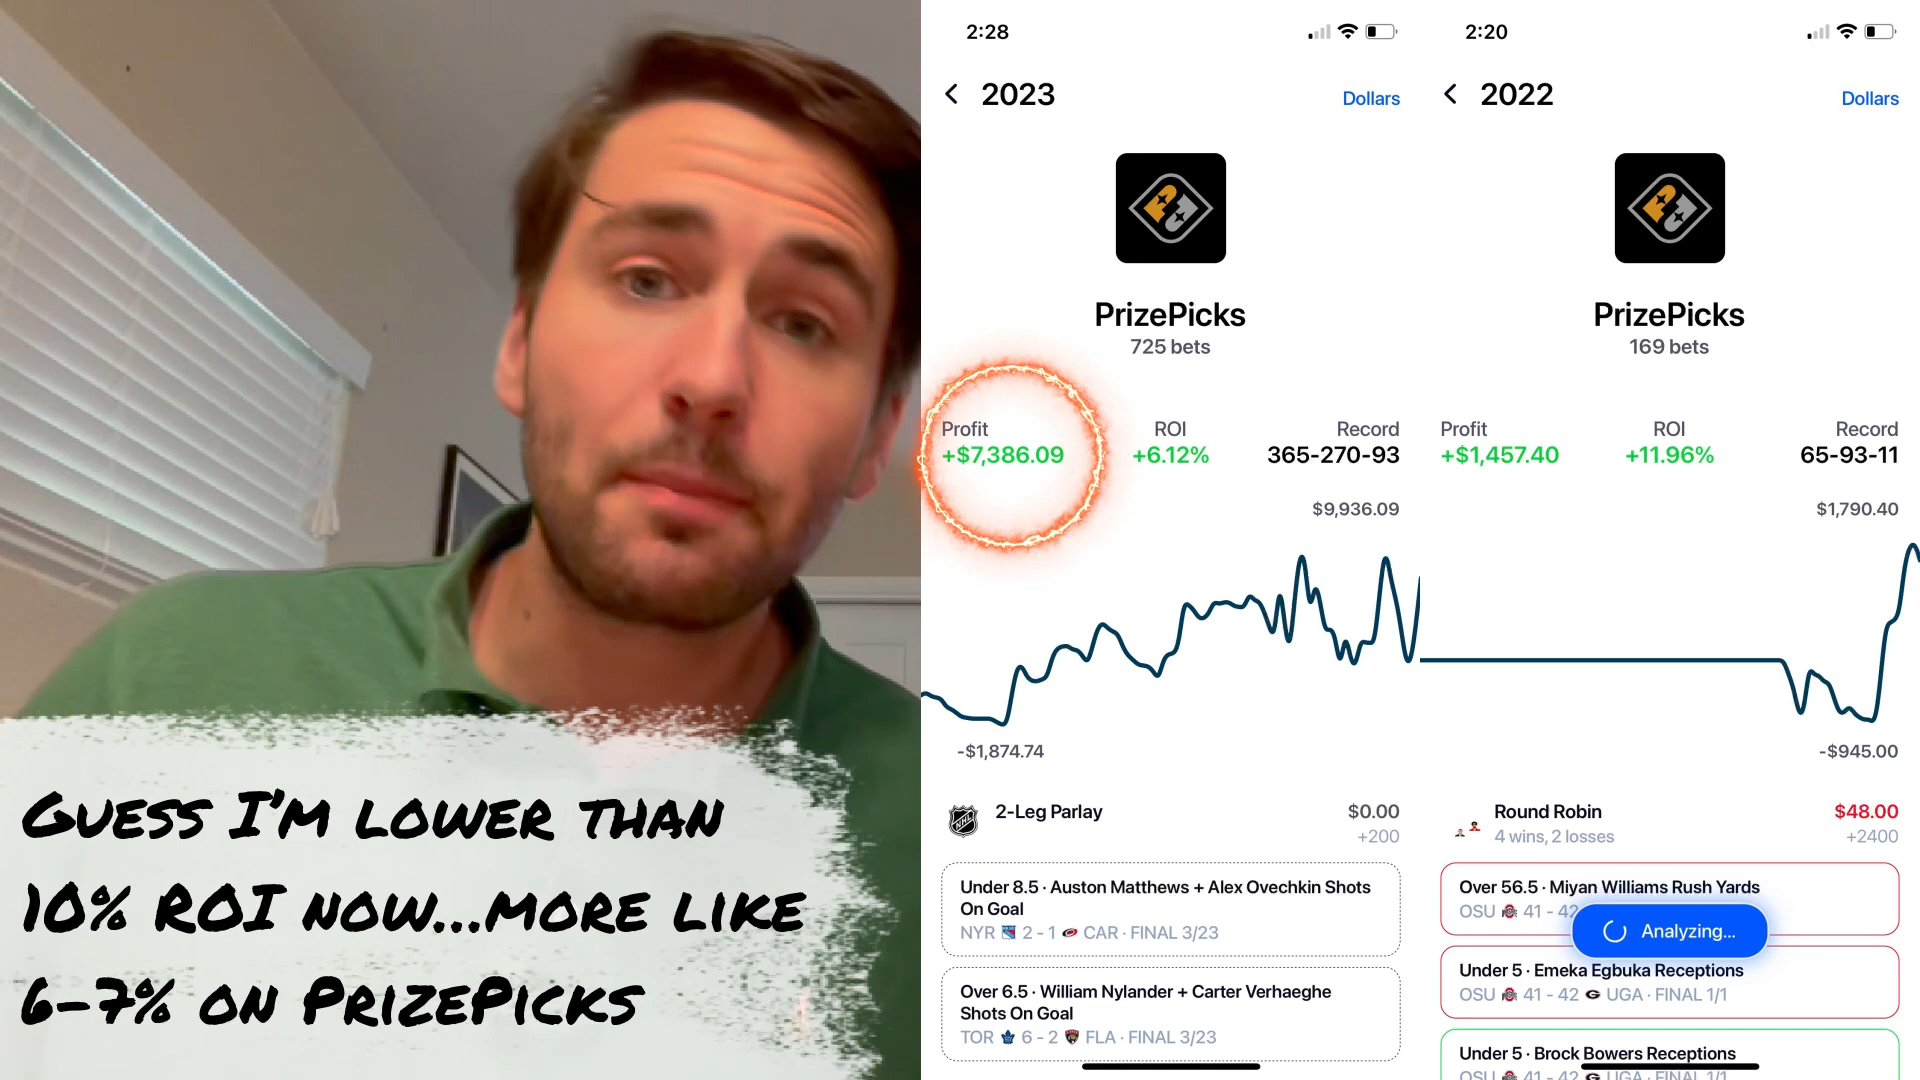 Guess I'm lower than
10% ROI now...more like
6-7% on PrizePicks
2:28
2023
Dollars
PrizePicks
725 bets
Profit
ROI
Record
+$7,386.09
+6.12%
365-270-93
$9,936.09
-$1,874.74
2-Leg Parlay
$0.00
+200
Under 8.5 · Auston Matthews + Alex Ovechkin Shots
On Goal
NYR 2 - 1 CAR · FINAL 3/23
Over 6.5 · William Nylander + Carter Verhaeghe
Shots On Goal
TOR 6 - 2 FLA · FINAL 3/23
2:20
2022
Dollars
PrizePicks
169 bets
Profit
ROI
Record
+$1,457.40
+11.96%
65-93-11
$1,790.40
-$945.00
Round Robin
$48.00
4 wins, 2 losses
+2400
Over 56.5 · Miyan Williams Rush Yards
OSU 41 - 42
Analyzing...
Under 5 · Emeka Egbuka Receptions
OSU 41 - 42 UGA · FINAL 1/1
Under 5 · Brock Bowers Receptions
OSU 41 - 42 UGA · FINAL 1/1